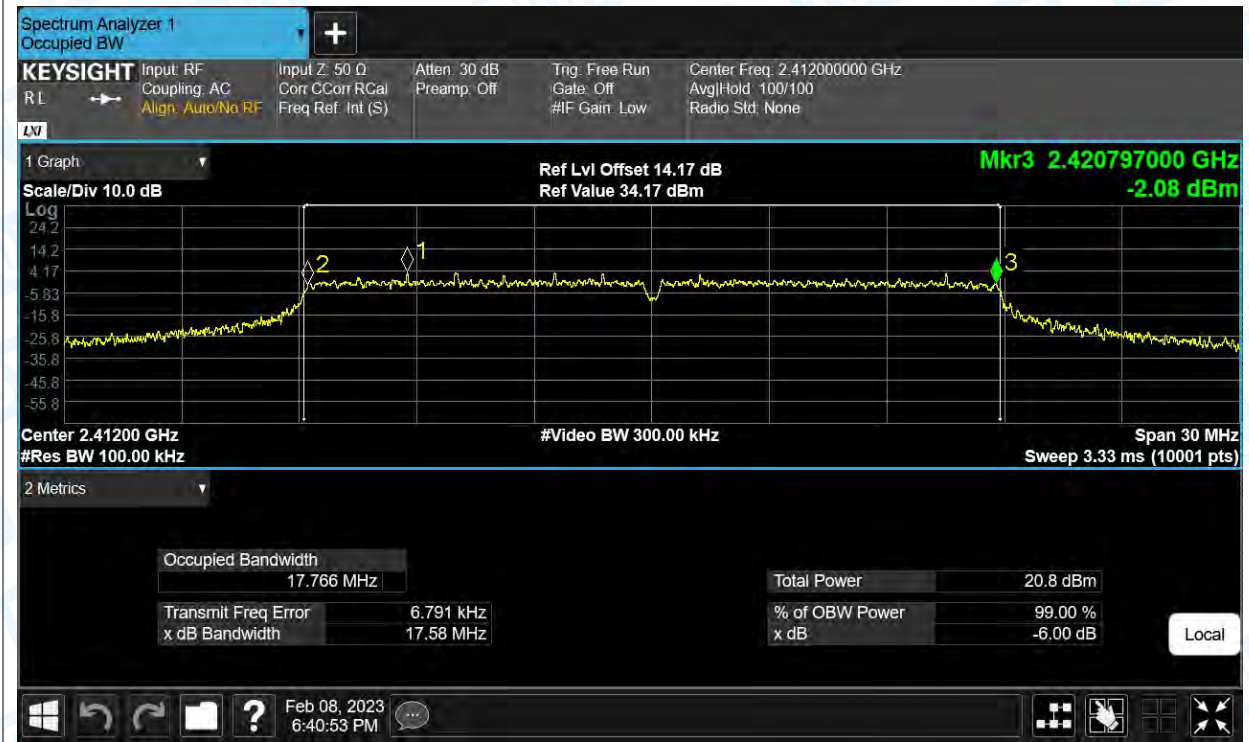 Spectrum Analyzer 1
Occupied BW
+
KEYSIGHT
R L
LXI
Input: RF
Coupling: AC
Align: Auto/No RF
Input Z: 50 Ω
Corr CCorr RCal
Freq Ref: Int (S)
Atten: 30 dB
Preamp: Off
Trig: Free Run
Gate: Off
#IF Gain: Low
Center Freq: 2.412000000 GHz
Avg|Hold: 100/100
Radio Std: None
1 Graph
Scale/Div 10.0 dB
Ref Lvl Offset 14.17 dB
Ref Value 34.17 dBm
Mkr3 2.420797000 GHz
-2.08 dBm
Log
24.2
14.2
4.17
-5.83
-15.8
-25.8
-35.8
-45.8
-55.8
2
1
3
Center 2.41200 GHz
#Res BW 100.00 kHz
#Video BW 300.00 kHz
Span 30 MHz
Sweep 3.33 ms (10001 pts)
2 Metrics
Occupied Bandwidth
17.766 MHz
Transmit Freq Error 6.791 kHz
x dB Bandwidth 17.58 MHz
Total Power 20.8 dBm
% of OBW Power 99.00 %
x dB -6.00 dB
Local
?
Feb 08, 2023
6:40:53 PM